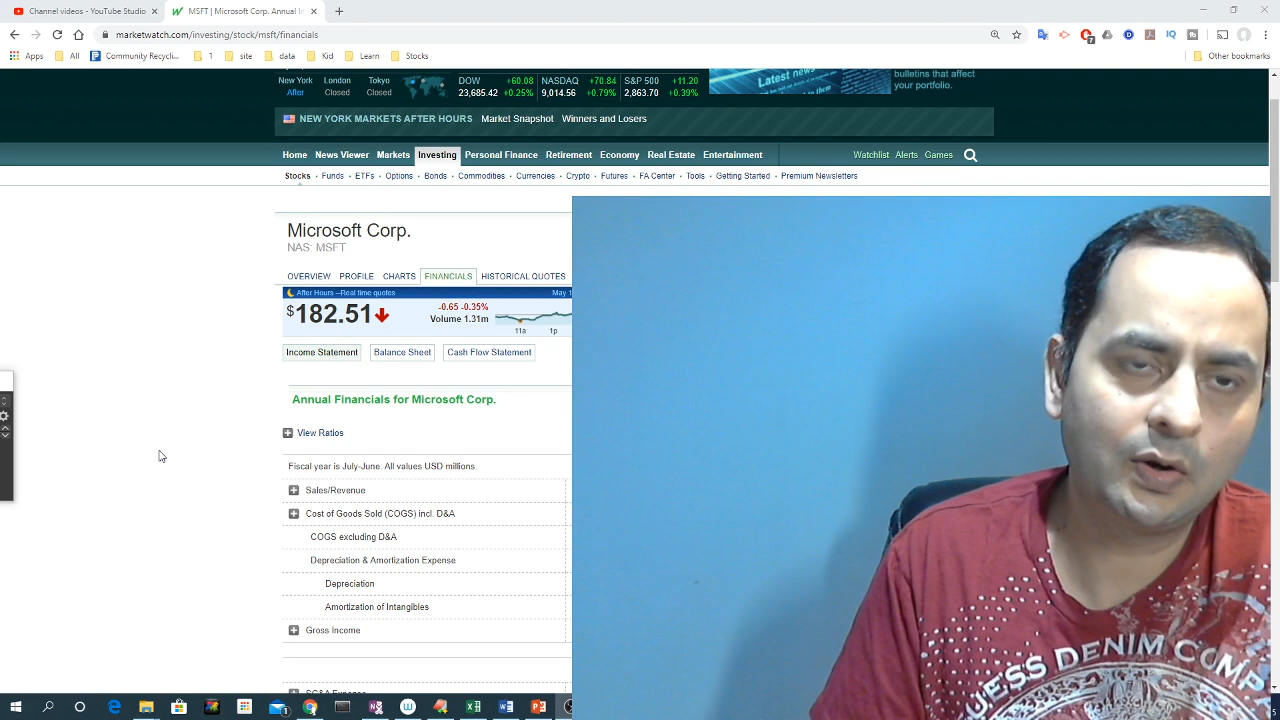 Channel videos - YouTube Studio
MSFT | Microsoft Corp. Annual In
marketwatch.com/investing/stock/msft/financials
Apps All Community Recycli... 1 site data Kid Learn Stocks Other bookmarks
New York London Tokyo
After Closed Closed
DOW +60.08 NASDAQ +70.84 S&P 500 +11.20
23,685.42 +0.25% 9,014.56 +0.79% 2,863.70 +0.39%
Latest news
bulletins that affect
your portfolio.
NEW YORK MARKETS AFTER HOURS Market Snapshot Winners and Losers
Home News Viewer Markets Investing Personal Finance Retirement Economy Real Estate Entertainment Watchlist Alerts Games
Stocks · Funds · ETFs · Options · Bonds · Commodities · Currencies · Crypto · Futures · FA Center · Tools · Getting Started · Premium Newsletters
Microsoft Corp.
NAS: MSFT
OVERVIEW PROFILE CHARTS FINANCIALS HISTORICAL QUOTES
After Hours --Real time quotes May 1
$182.51 -0.65 -0.35%
Volume 1.31m
11a 1p
Income Statement Balance Sheet Cash Flow Statement
Annual Financials for Microsoft Corp.
View Ratios
Fiscal year is July-June. All values USD millions.
Sales/Revenue
Cost of Goods Sold (COGS) incl. D&A
COGS excluding D&A
Depreciation & Amortization Expense
Depreciation
Amortization of Intangibles
Gross Income
SG&A Expense
UESS DENIM COMP